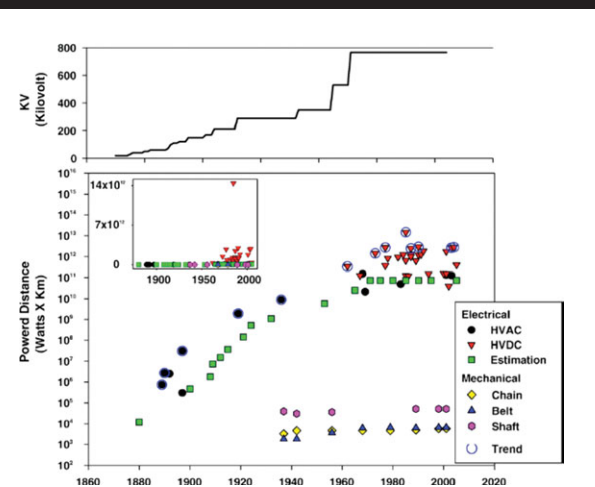 800
600
400
200
0
KV
(Kilovolt)
10¹⁶
10¹⁵
10¹⁴
10¹³
10¹²
10¹¹
10¹⁰
10⁹
10⁸
10⁷
10⁶
10⁵
10⁴
10³
10²
Powerd Distance
(Watts X Km)
14x10¹²
7x10¹²
0
1900 1950 2000
Electrical
HVAC
HVDC
Estimation
Mechanical
Chain
Belt
Shaft
Trend
1860 1880 1900 1920 1940 1960 1980 2000 2020